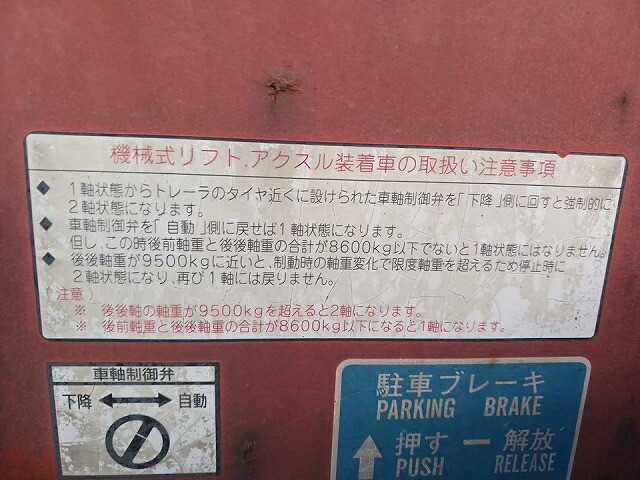 機械式リフト.アクスル装着車の取扱い注意事項
◆ 1軸状態からトレーラのタイヤ近くに設けられた車軸制御弁を「下降」側に回すと強制的に
2軸状態になります。
◆ 車軸制御弁を「自動」側に戻せば1軸状態になります。
但し、この時後前軸重と後後軸重の合計が8600kg以下でないと1軸状態にはなりません。
◆ 後後軸重が9500kgに近いと、制動時の軸重変化で限度軸重を超えるため停止時に
2軸状態になり、再び1軸には戻りません。
(注意)
※ 後後軸の軸重が9500kgを超えると2軸になります。
※ 後前軸重と後後軸重の合計が8600kg以下になると1軸になります。
車軸制御弁
下降 ↔ 自動
駐車ブレーキ
PARKING BRAKE
↑ 押す ー 解放
PUSH RELEASE